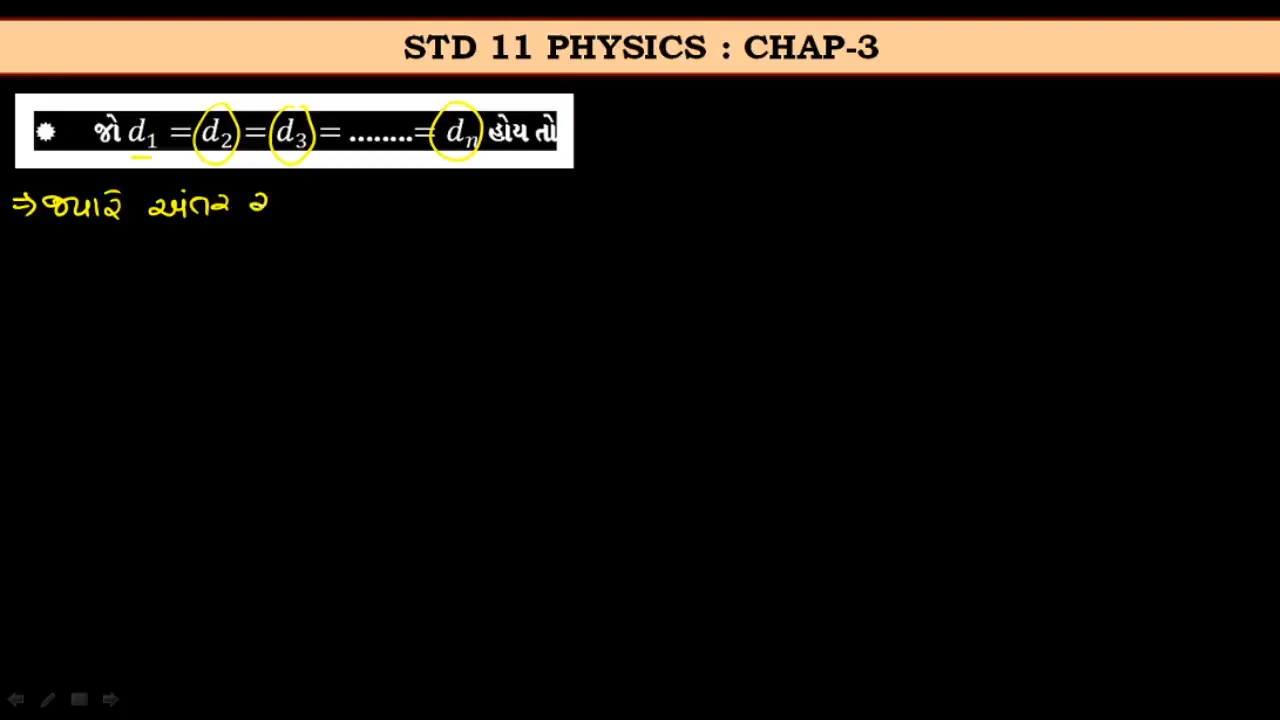 STD 11 PHYSICS : CHAP-3
✹ જો d₁ = d₂ = d₃ = ........= dₙ હોય તો
⇒ જ્યારે અંતર ર